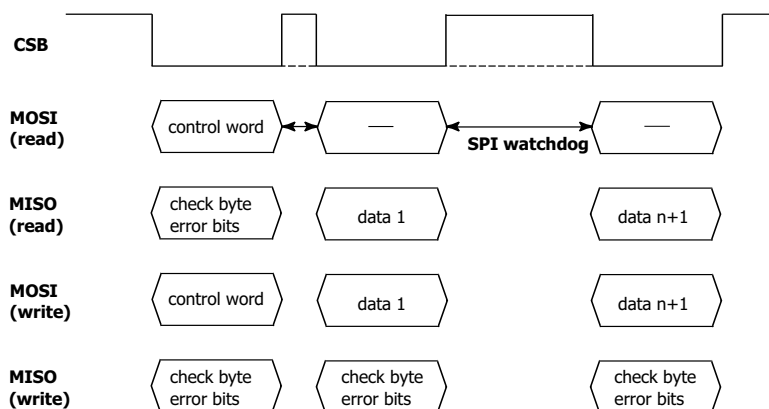 CSB
MOSI
(read)
control word
—
SPI watchdog
—
MISO
(read)
check byte
error bits
data 1
data n+1
MOSI
(write)
control word
data 1
data n+1
MISO
(write)
check byte
error bits
check byte
error bits
check byte
error bits